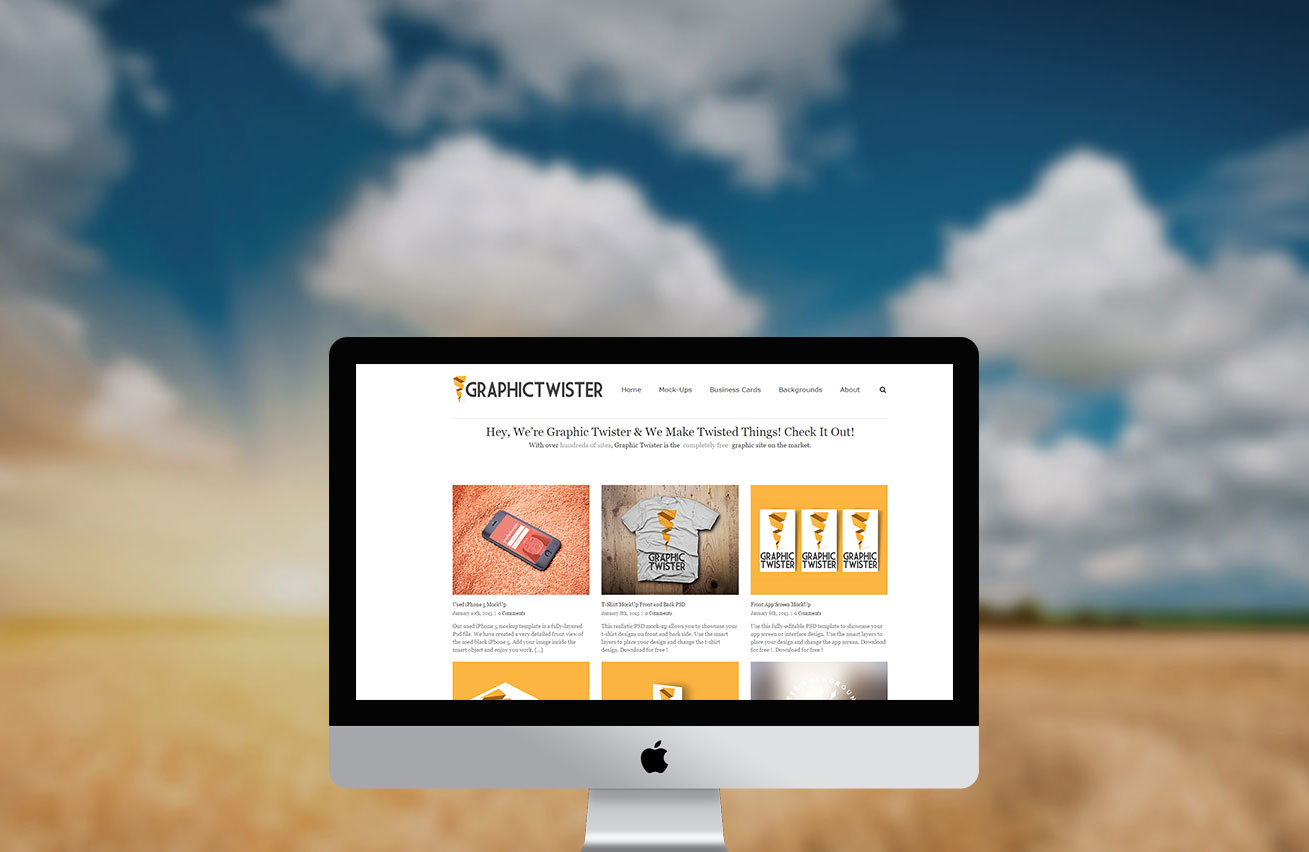 GRAPHICTWISTER
Home Mock-Ups Business Cards Backgrounds About
Hey, We're Graphic Twister & We Make Twisted Things! Check It Out!
With over hundreds of sites, Graphic Twister is the completely free graphic site on the market.
GRAPHIC
TWISTER
GRAPHIC
TWISTER
GRAPHIC
TWISTER
GRAPHIC
TWISTER
Used iPhone 5 MockUp
January 10th, 2015 | 0 Comments
Our used iPhone 5 mockup template is a fully-layered
Psd file. We have created a very detailed front view of
the used black iPhone 5. Add your image inside the
smart object and enjoy you work. [...]
T-Shirt MockUp Front and Back PSD
January 8th, 2015 | 0 Comments
This realistic PSD mock-up allows you to showcase your
t-shirt designs on front and back side. Use the smart
layers to place your design and change the t-shirt
design. Download for free !
Front App Screen MockUp
January 6th, 2015 | 0 Comments
Use this fully-editable PSD template to showcase your
app screen or interface design. Use the smart layers to
place your design and change the app screan. Download
for free !. Download for free !